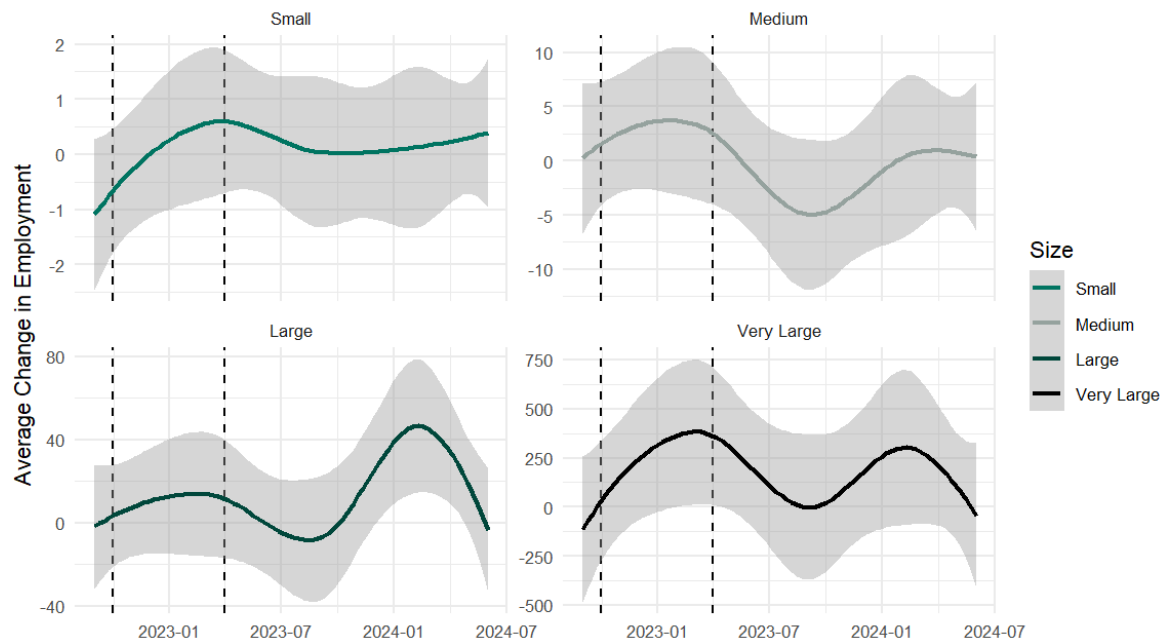 Small
Medium
2
1
0
-1
-2
10
5
0
-5
-10
Average Change in Employment
Large
Very Large
80
40
0
-40
750
500
250
0
-250
-500
2023-01
2023-07
2024-01
2024-07
2023-01
2023-07
2024-01
2024-07
Size
Small
Medium
Large
Very Large